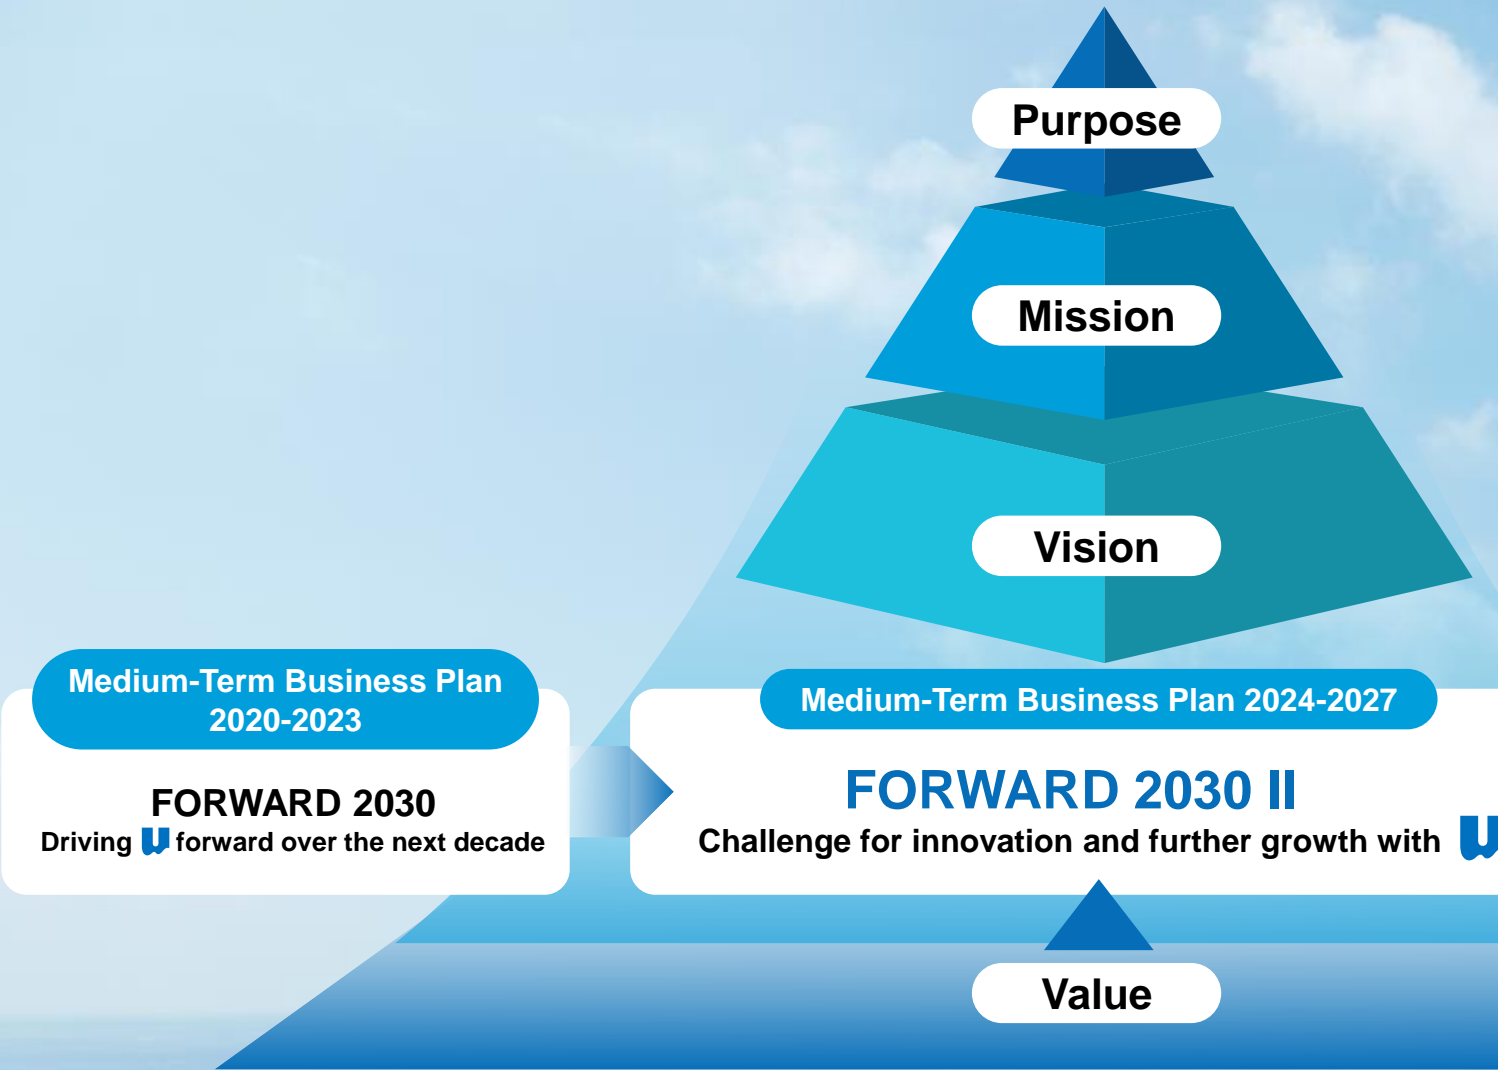 Purpose
Mission
Vision
Medium-Term Business Plan
2020-2023
FORWARD 2030
Driving U forward over the next decade
Medium-Term Business Plan 2024-2027
FORWARD 2030 II
Challenge for innovation and further growth with U
Value